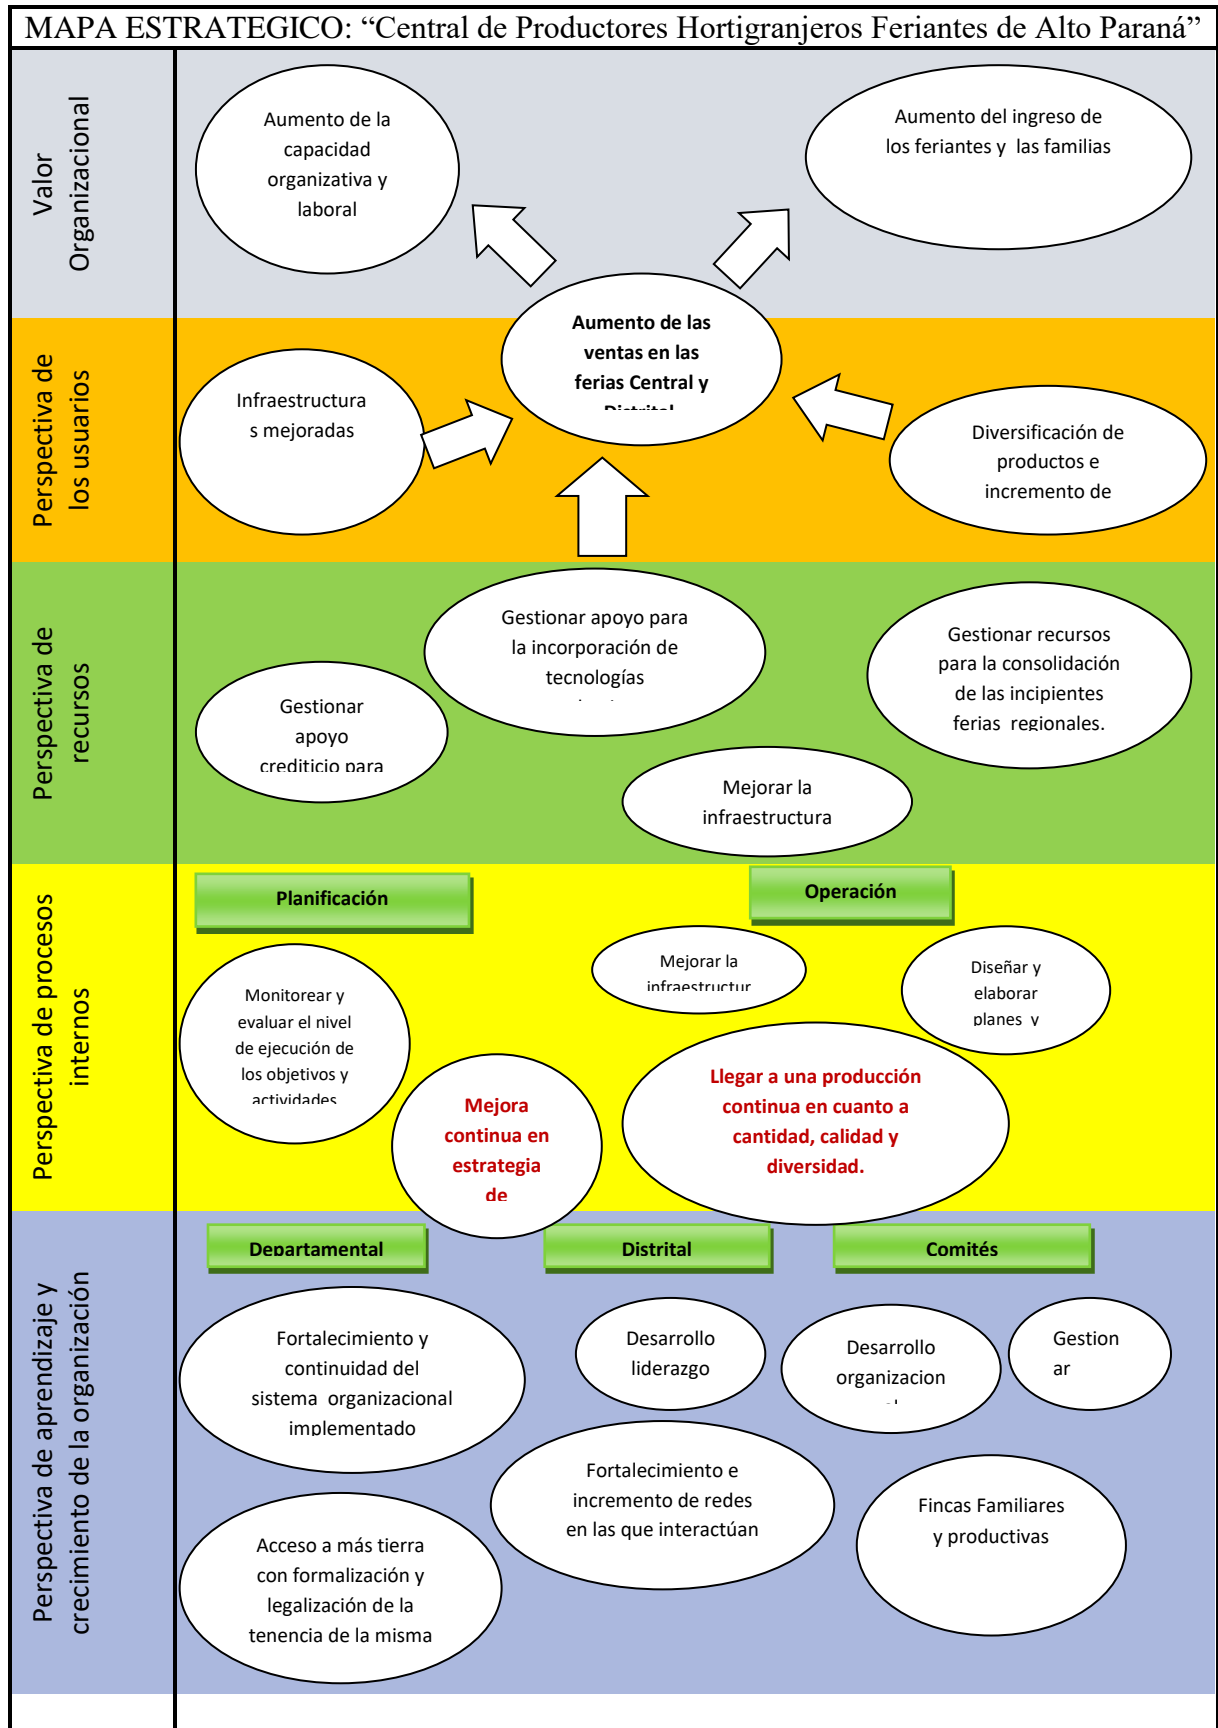 MAPA ESTRATEGICO: “Central de Productores Hortigranjeros Feriantes de Alto Paraná”
Valor
Organizacional
Aumento de la
capacidad
organizativa y
laboral
Aumento del ingreso de
los feriantes y las familias
Perspectiva de
los usuarios
Aumento de las
ventas en las
ferias Central y
Distrital
Infraestructura
s mejoradas
Diversificación de
productos e
incremento de
Perspectiva de
recursos
Gestionar apoyo para
la incorporación de
tecnologías
Gestionar recursos
para la consolidación
de las incipientes
ferias regionales.
Gestionar
apoyo
crediticio para
Mejorar la
infraestructura
Perspectiva de procesos
internos
Planificación
Operación
Monitorear y
evaluar el nivel
de ejecución de
los objetivos y
actividades
Mejorar la
infraestructur
Diseñar y
elaborar
planes y
Mejora
continua en
estrategia
de
Llegar a una producción
continua en cuanto a
cantidad, calidad y
diversidad.
Perspectiva de aprendizaje y
crecimiento de la organización
Departamental
Distrital
Comités
Fortalecimiento y
continuidad del
sistema organizacional
implementado
Desarrollo
liderazgo
Desarrollo
organizacion
Gestion
ar
Fortalecimiento e
incremento de redes
en las que interactúan
Fincas Familiares
y productivas
Acceso a más tierra
con formalización y
legalización de la
tenencia de la misma